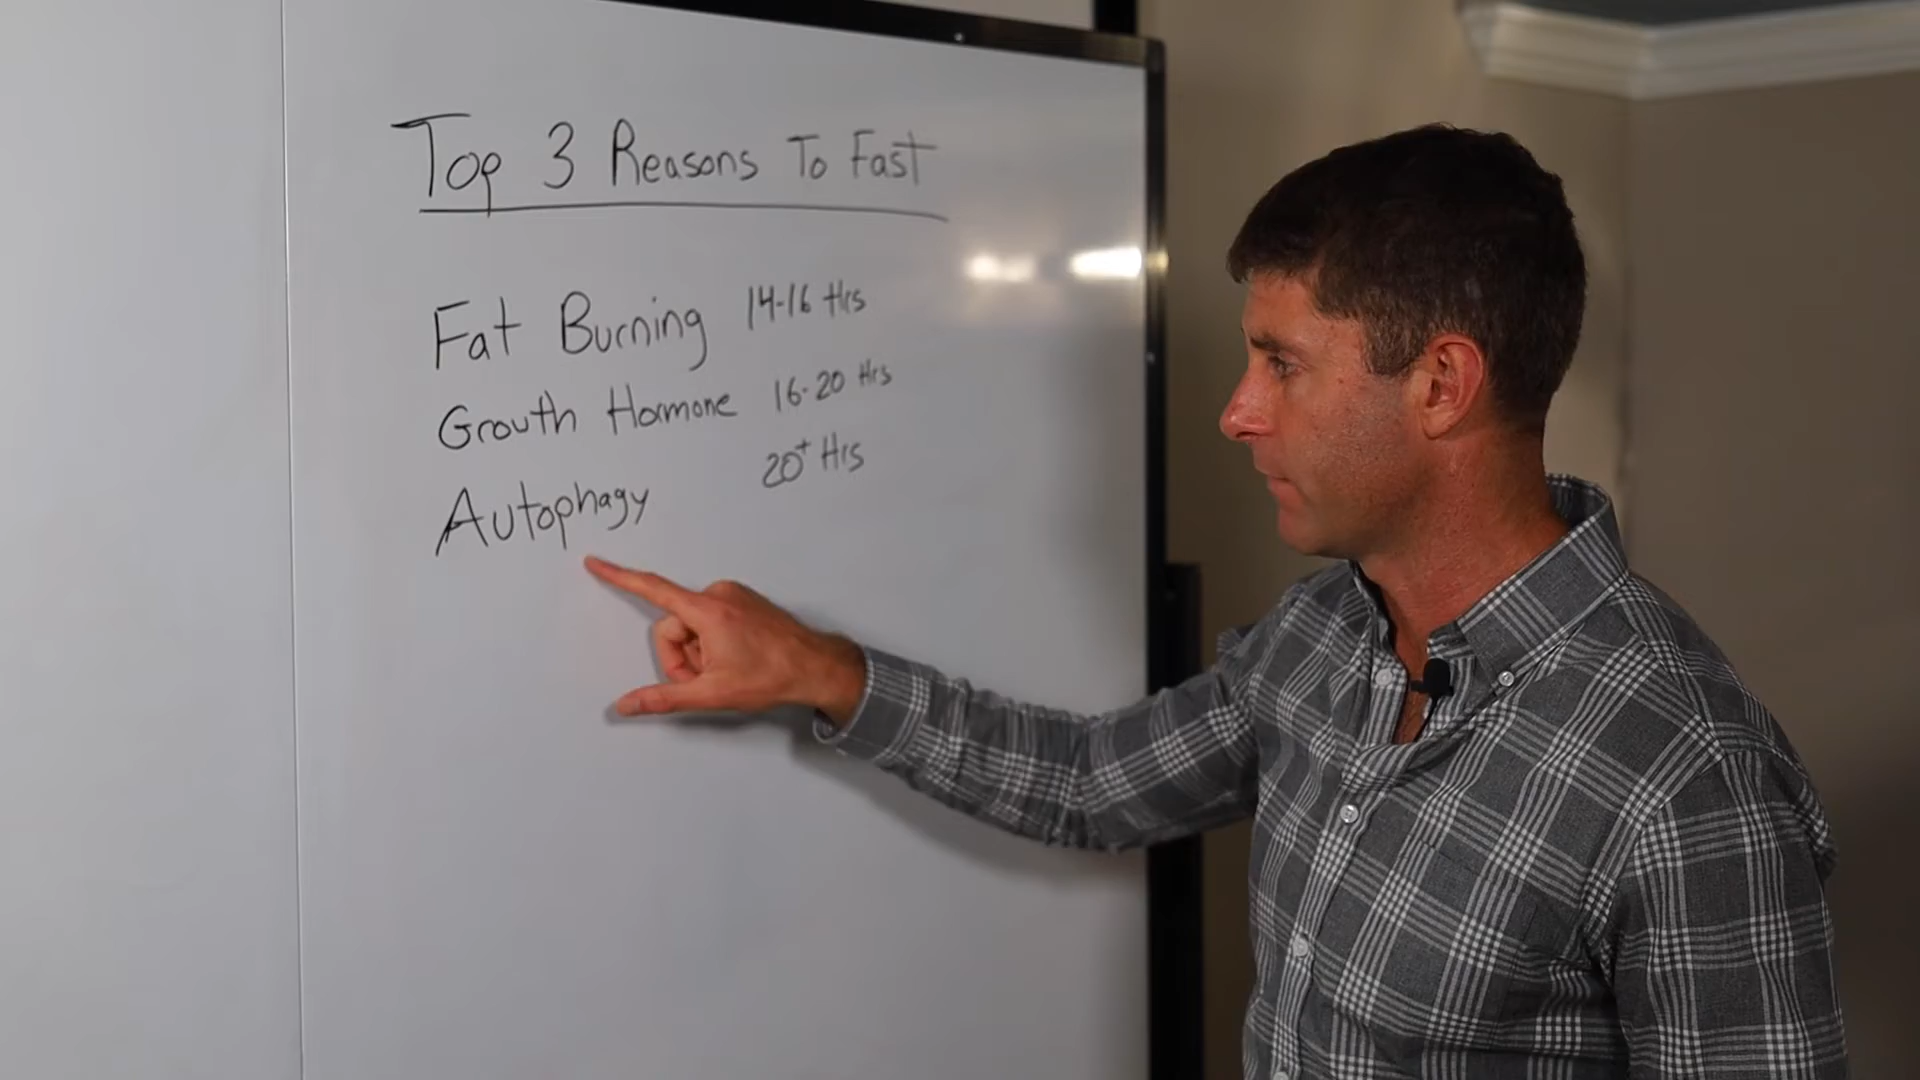 Top 3 Reasons To Fast
Fat Burning 14-16 Hrs
Growth Hormone 16-20 Hrs
Autophagy 20+ Hrs